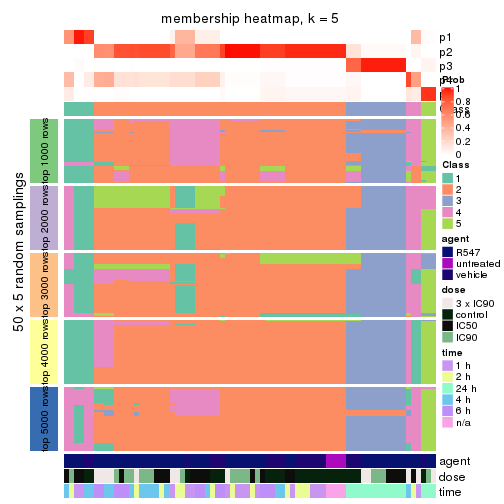 membership heatmap, k = 5
p1
p2
p3
Prob
1
0.8
0.6
0.4
0.2
0
Class
1
2
3
4
5
agent
R547
untreated
vehicle
dose
3 x IC90
control
IC50
IC90
time
1 h
2 h
24 h
4 h
6 h
n/a
50 x 5 random samplings
top 1000 rows
top 2000 rows
top 3000 rows
top 4000 rows
top 5000 rows
agent
dose
time